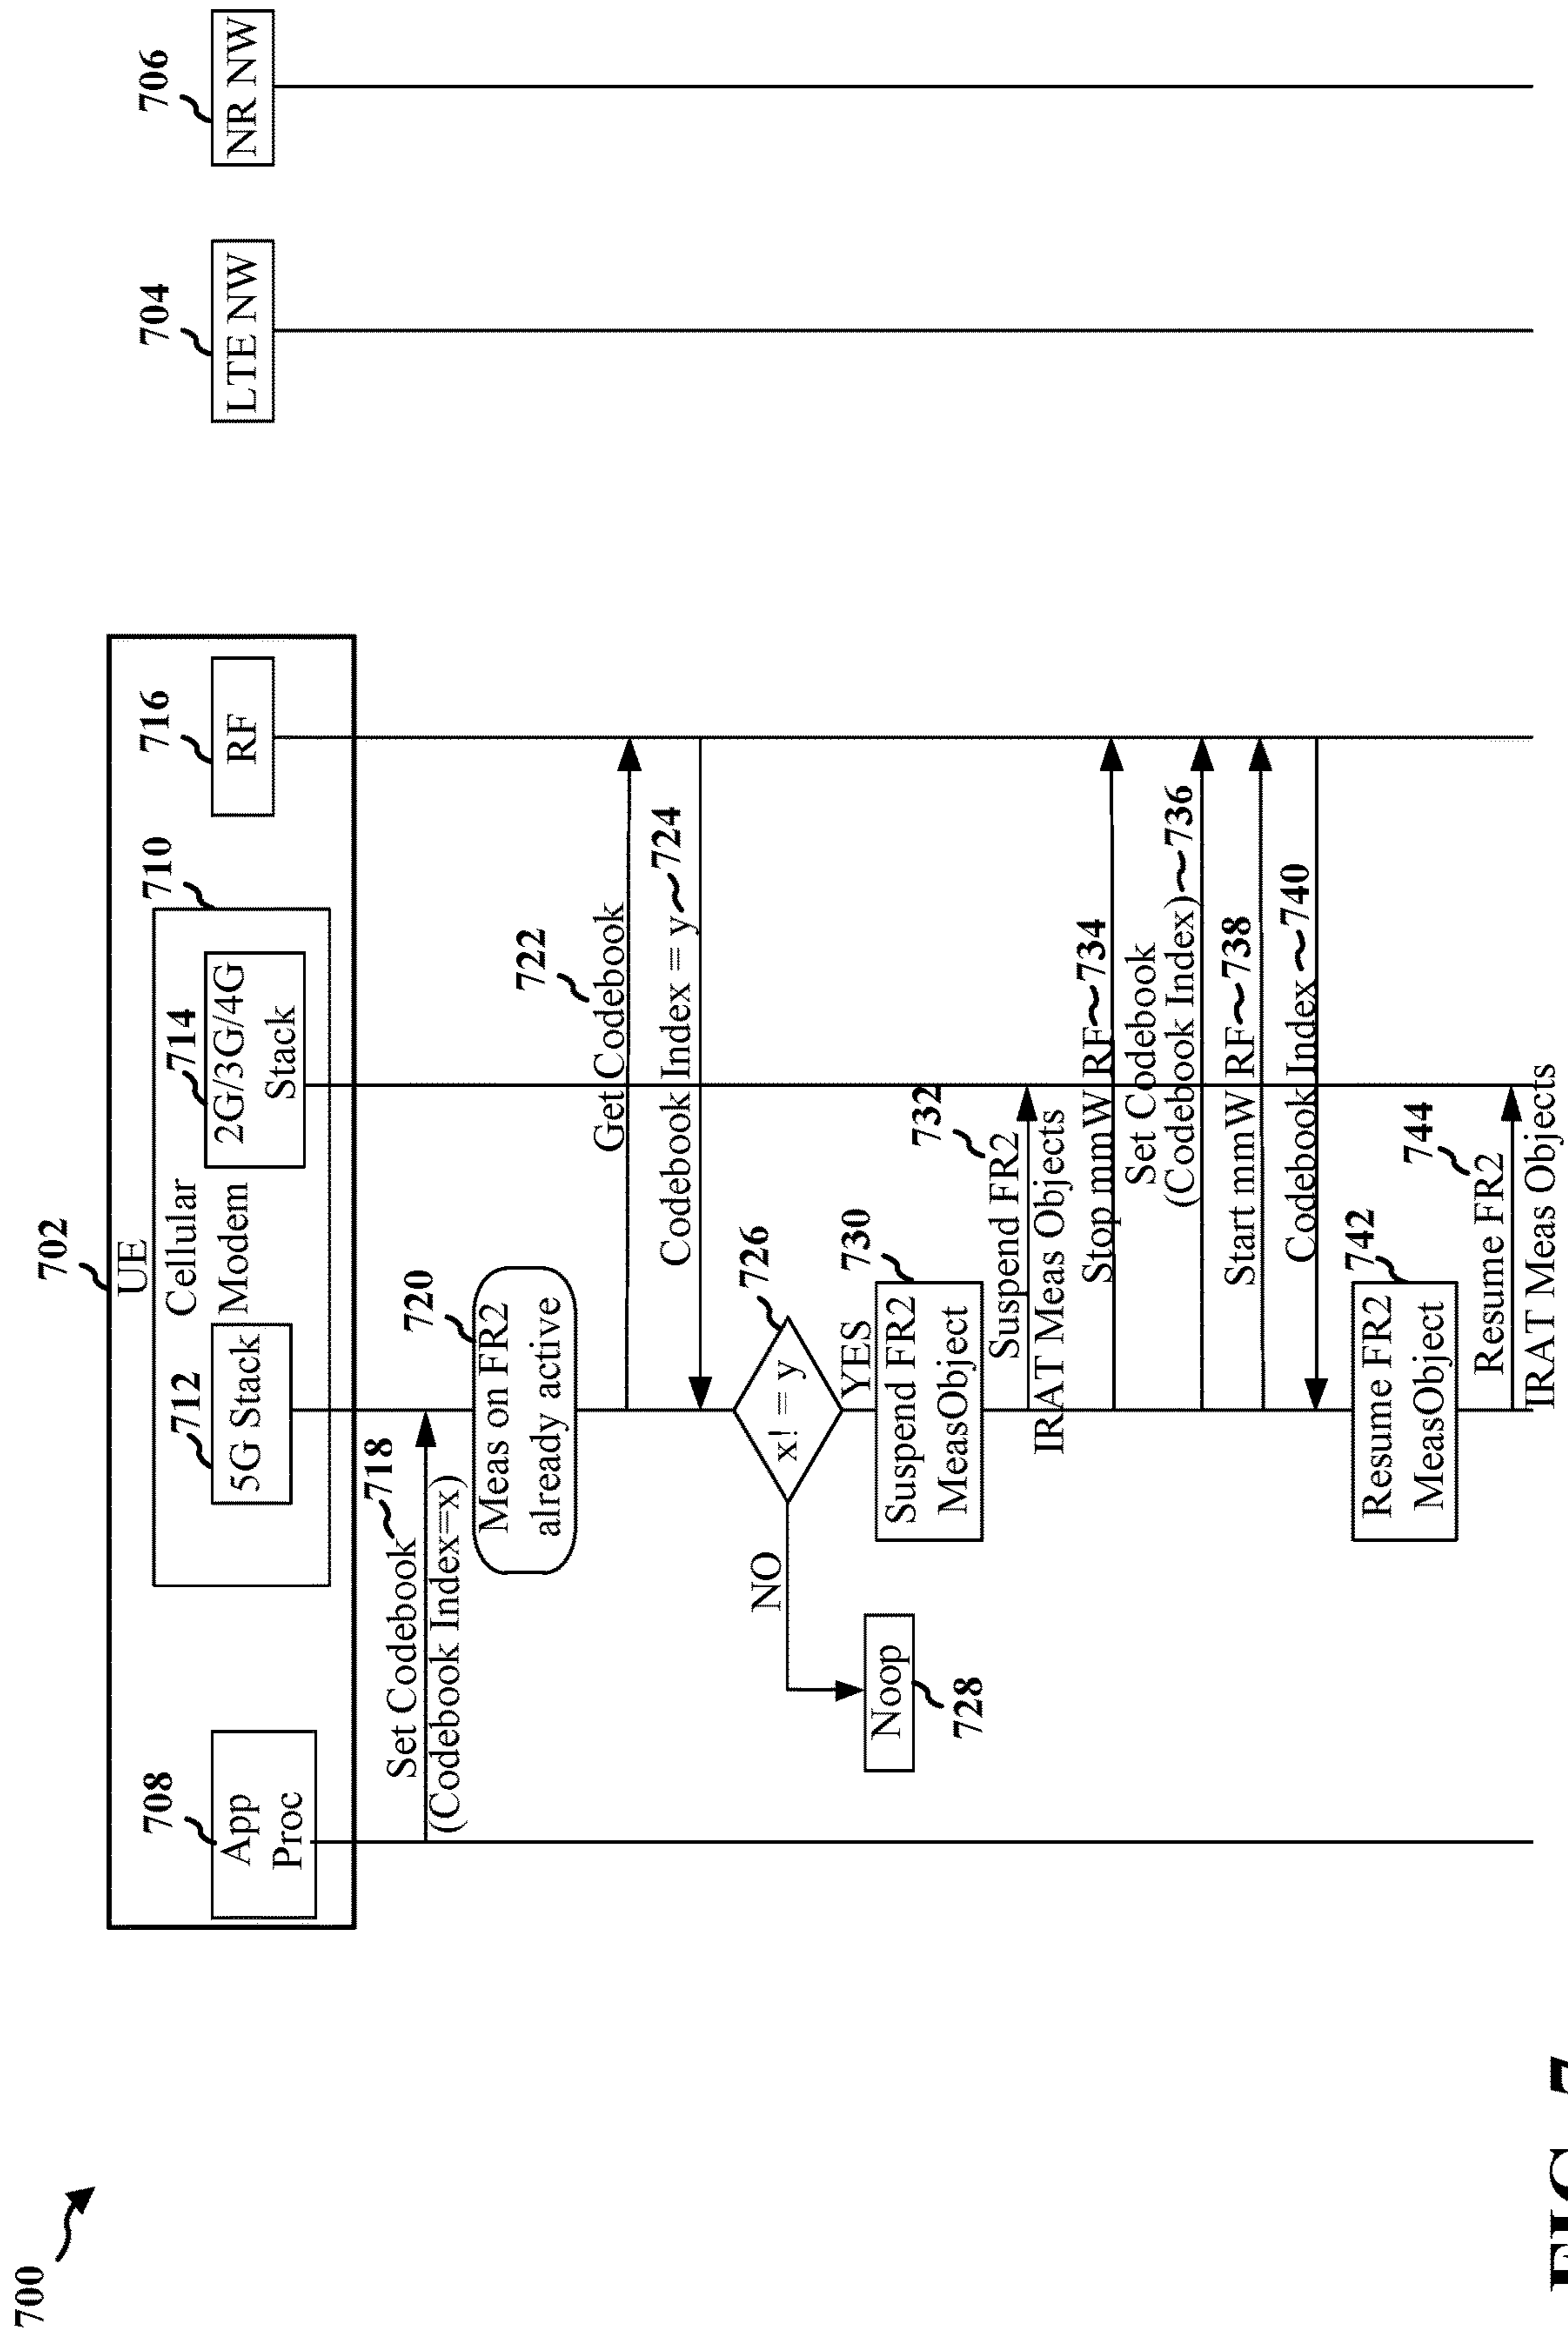 700
702
UE
708
App
Proc
Cellular
Modem
710
712
5G Stack
714
2G/3G/4G
Stack
716
RF
704
LTE NW
706
NR NW
Set Codebook 718
(Codebook Index=x)
720
Meas on FR2
already active
722
Get Codebook
Codebook Index = y 724
726
x! = y
NO
YES
Noop
728
730
Suspend FR2
MeasObject
732
Suspend FR2
IRAT Meas Objects
Stop mmW RF 734
Set Codebook
(Codebook Index) 736
Start mmW RF 738
Codebook Index 740
742
Resume FR2
MeasObject
744
Resume FR2
IRAT Meas Objects
FIG. 7